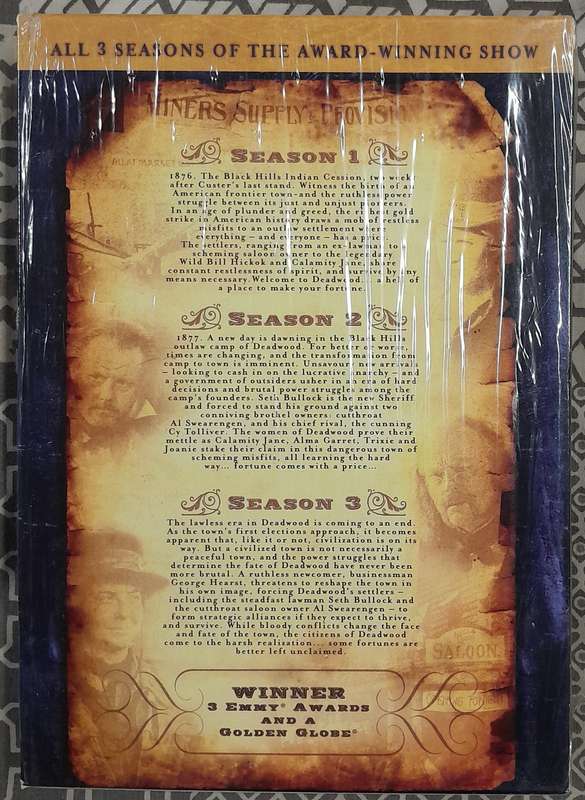 ALL 3 SEASONS OF THE AWARD-WINNING SHOW
MINERS SUPPLY & PROVISI
MEAT MARKET
SEASON 1
1876. The Black Hills Indian Cession, two weeks
after Custer's last stand. Witness the birth of an
American frontier town-and the ruthless power
struggle between its just and unjust pioneers.
In an age of plunder and greed, the richest gold
strike in American history draws a mob of restless
misfits to an outlaw settlement where
everything – and everyone – has a price.
The settlers, ranging from an ex-lawman to
scheming saloon owner to the legendary
Wild Bill Hickok and Calamity Jane, share
constant restlessness of spirit, and survive by any
means necessary. Welcome to Deadwood... a hell of
a place to make your fortune.
SEASON 2
1877. A new day is dawning in the Black Hills
outlaw camp of Deadwood. For better or worse,
times are changing, and the transformation from
camp to town is imminent. Unsavoury new arrivals
– looking to cash in on the lucrative anarchy – and
a government of outsiders usher in an era of hard
decisions and brutal power struggles among the
camp's founders. Seth Bullock is the new Sheriff
and forced to stand his ground against two
conniving brothel owners: cutthroat
Al Swearengen, and his chief rival, the cunning
Cy Tolliver. The women of Deadwood prove their
mettle as Calamity Jane, Alma Garret, Trixie and
Joanie stake their claim in this dangerous town of
scheming misfits, all learning the hard
way... fortune comes with a price...
SEASON 3
The lawless era in Deadwood is coming to an end.
As the town's first elections approach, it becomes
apparent that, like it or not, civilization is on its
way. But a civilized town is not necessarily a
peaceful town, and the power struggles that
determine the fate of Deadwood have never been
more brutal. A ruthless newcomer, businessman
George Hearst, threatens to reshape the town in
his own image, forcing Deadwood's settlers –
including the steadfast lawman Seth Bullock and
the cutthroat saloon owner Al Swearengen – to
form strategic alliances if they expect to thrive,
and survive. While bloody conflicts change the face
and fate of the town, the citizens of Deadwood
come to the harsh realization... some fortunes are
better left unclaimed.
SALOON
WINNER
3 EMMY® AWARDS
AND A
GOLDEN GLOBE®